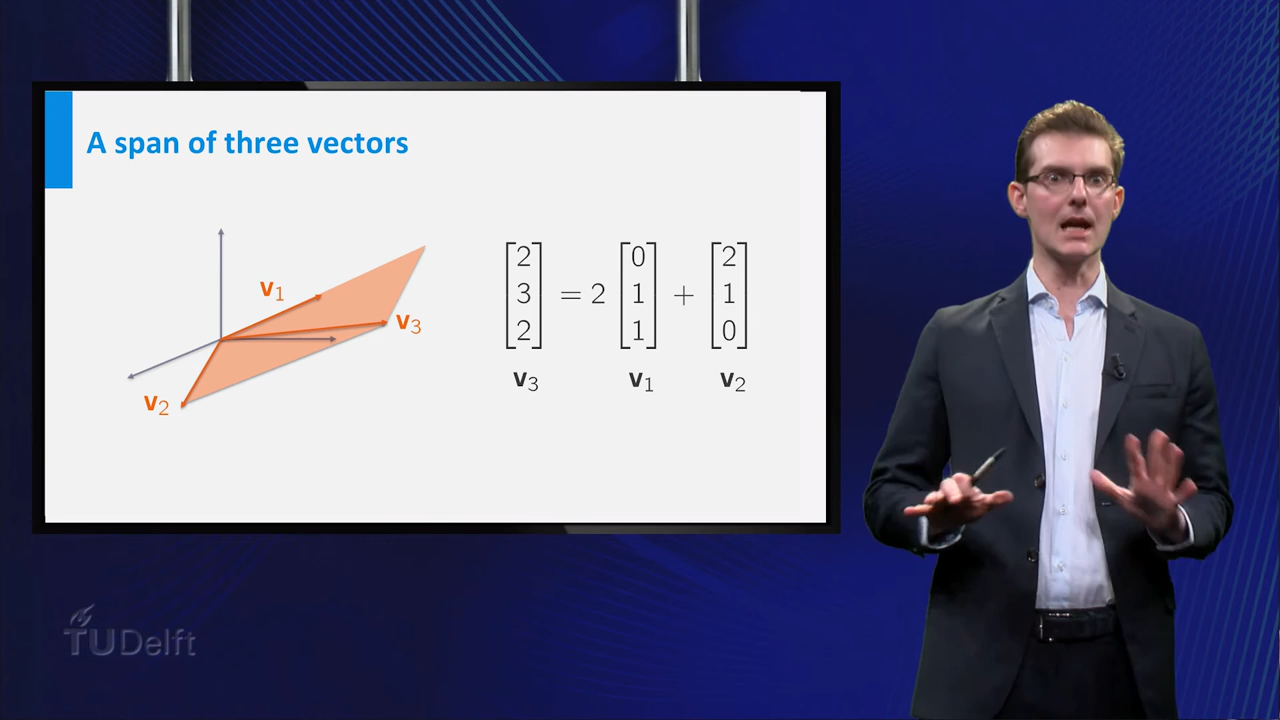 A span of three vectors
v1
v3
v2
[2 3 2] = 2 [0 1 1] + [2 1 0]
v3 v1 v2
TUDelft